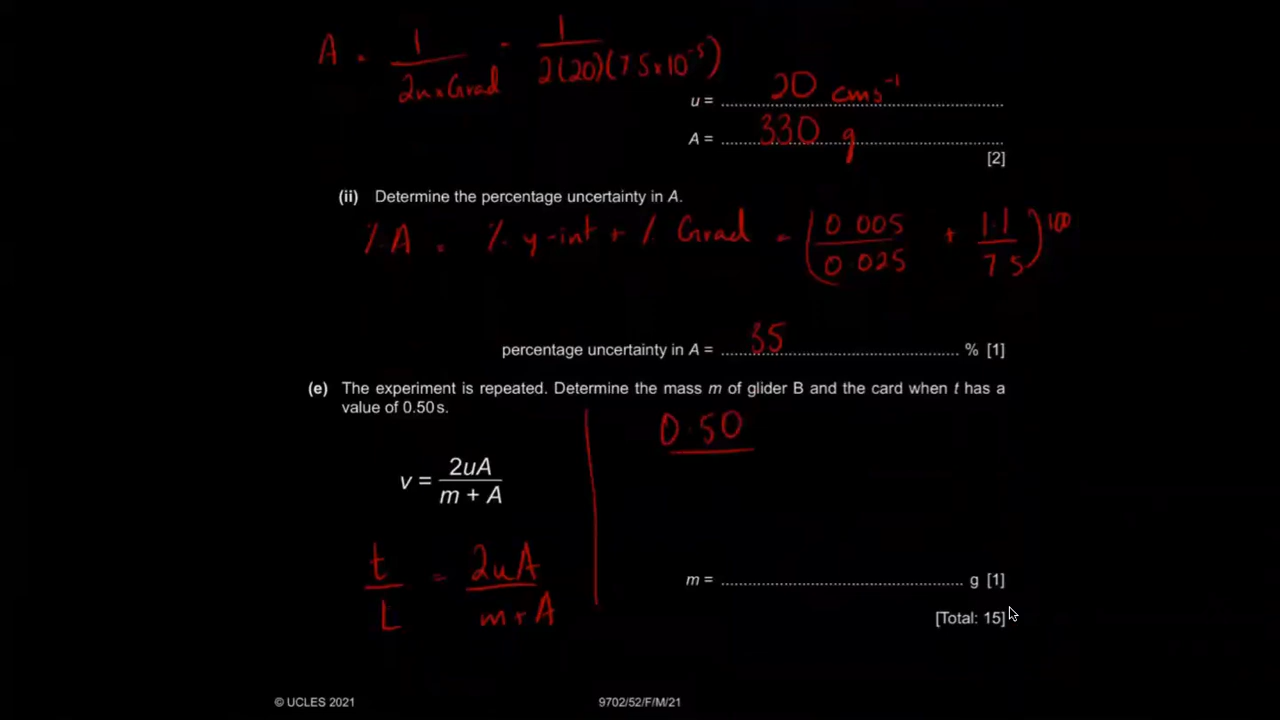 A = 1 / 2u × Grad = 1 / 2(20)(7.5×10⁻⁵)
u = 20 cms⁻¹
A = 330 g
[2]
(ii) Determine the percentage uncertainty in A.
% A = % y-int + % Grad = (0.005 / 0.025 + 1.1 / 7.5) 100
percentage uncertainty in A = 35 % [1]
(e) The experiment is repeated. Determine the mass m of glider B and the card when t has a
value of 0.50 s.
0.50
v = 2uA / m + A
t / L = 2uA / m + A
m = g [1]
[Total: 15]
© UCLES 2021 9702/52/F/M/21